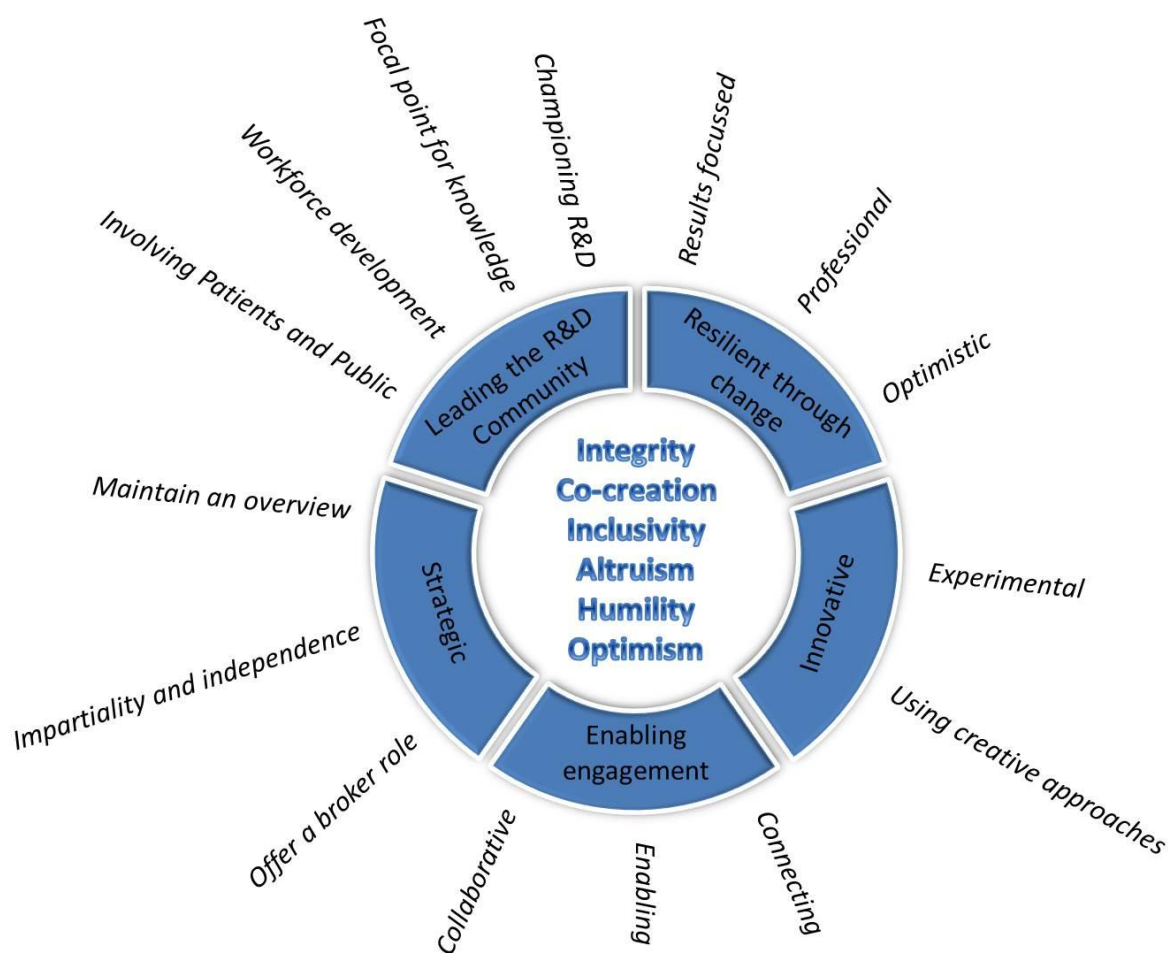 Focal point for knowledge
Championing R&D
Results focussed
Workforce development
Professional
Involving Patients and Public
Optimistic
Leading the R&D
Community
Resilient through
change
Integrity
Co-creation
Inclusivity
Altruism
Humility
Optimism
Maintain an overview
Strategic
Innovative
Experimental
Impartiality and independence
Using creative approaches
Offer a broker role
Enabling
engagement
Collaborative
Enabling
Connecting